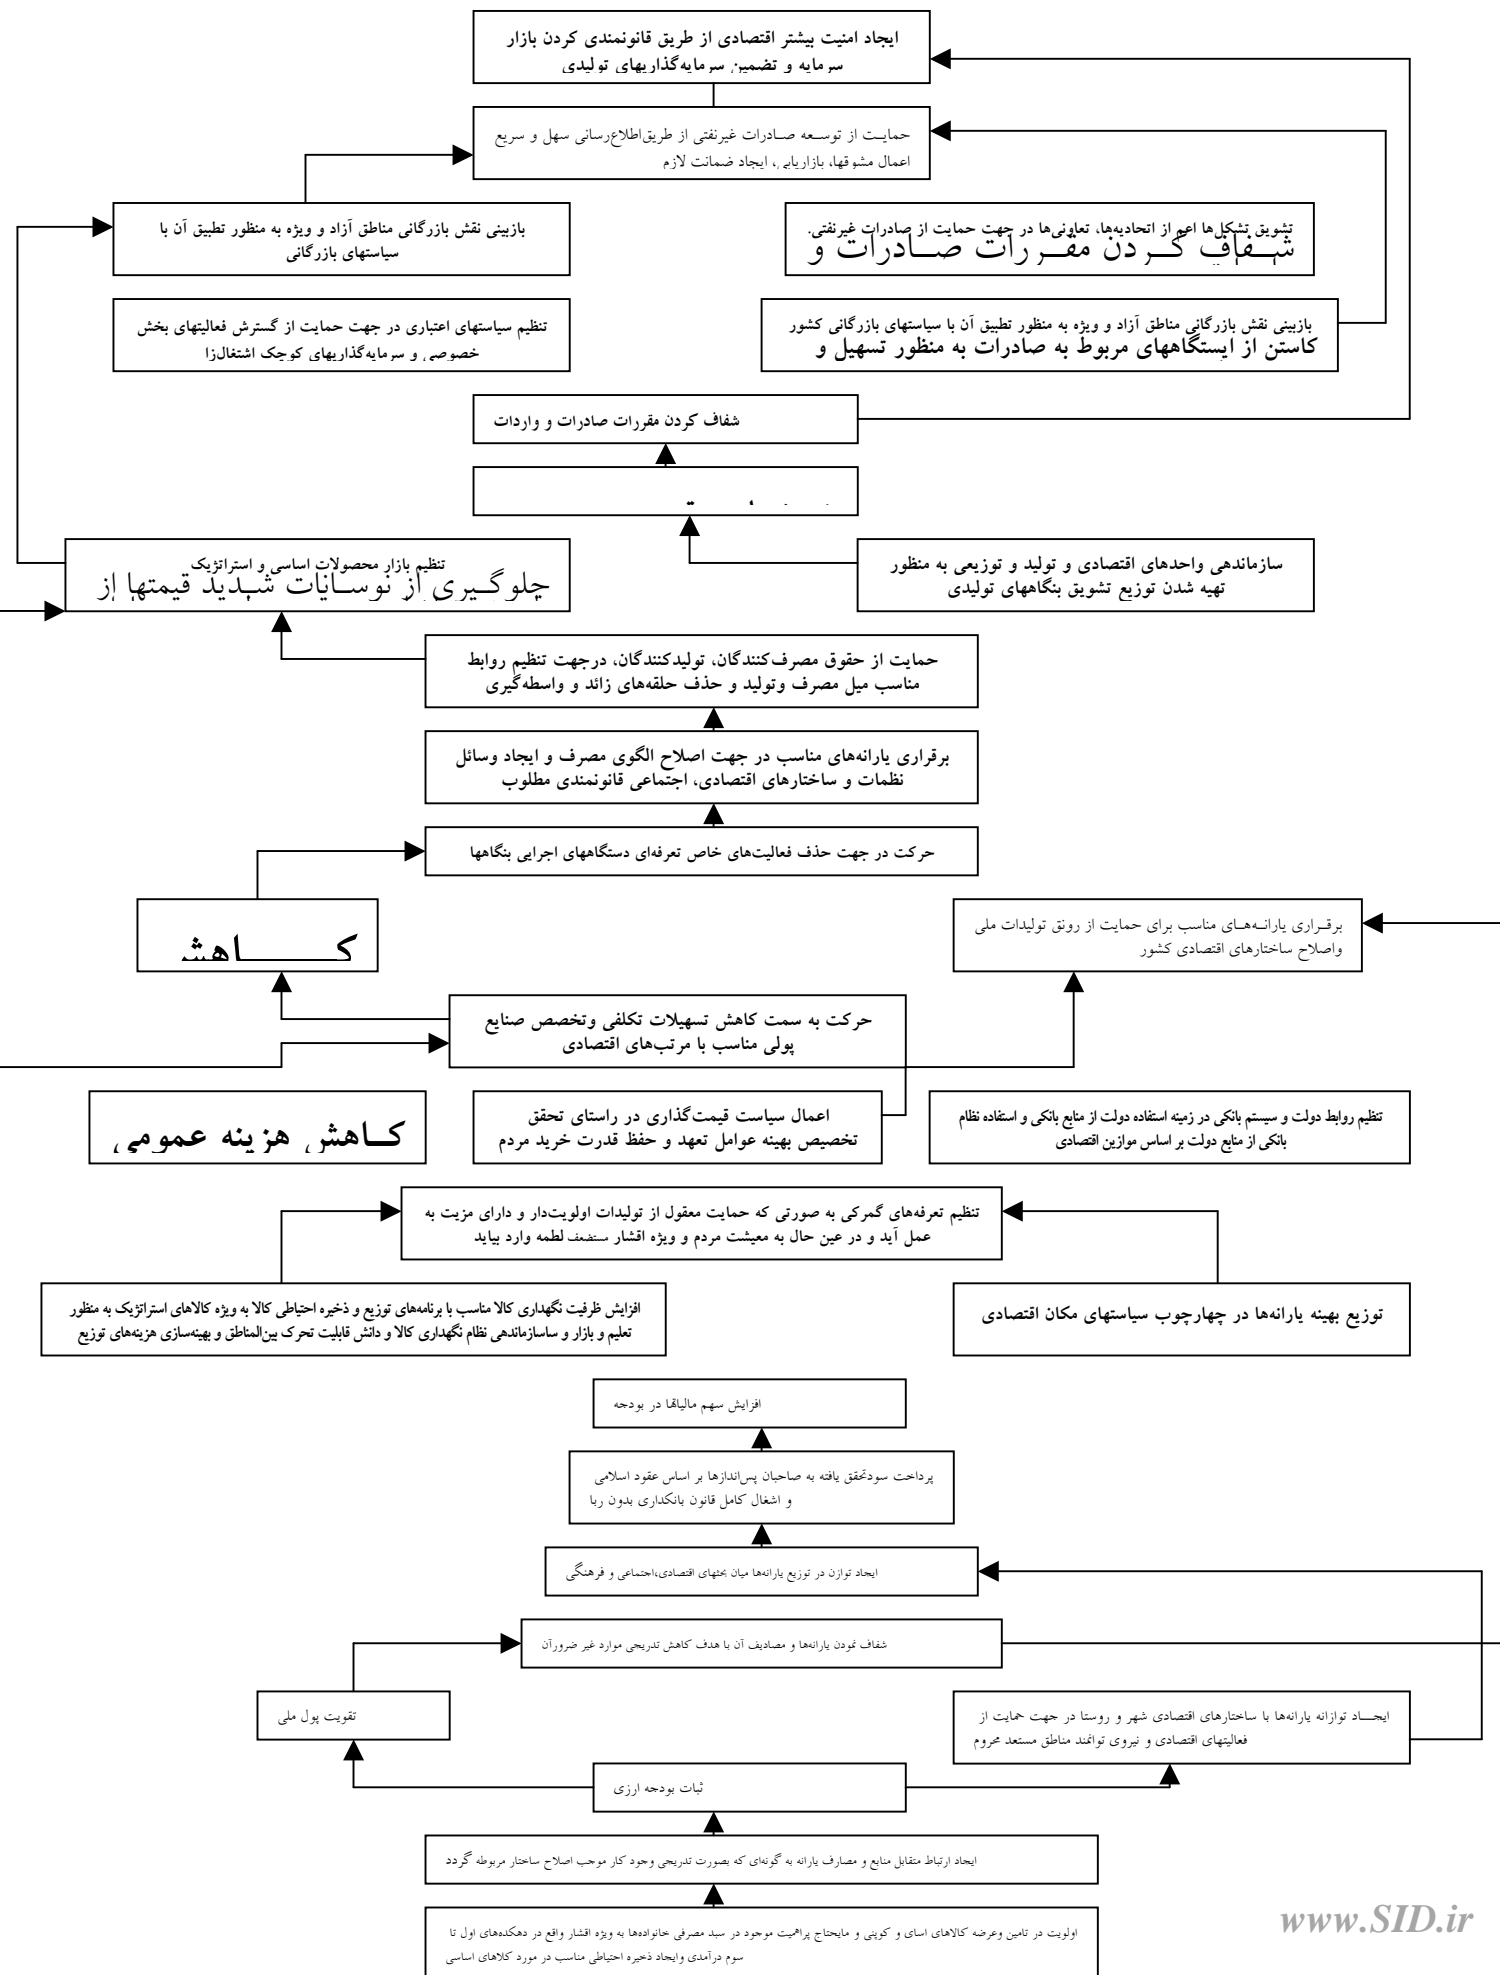 ایجاد امنیت بیشتر اقتصادی از طریق قانونمندی کردن بازار
سرمایه و تضمین سرمایه‌گذاریهای تولیدی
حمایت از توسعه صادرات غیرنفتی از طریق اطلاع‌رسانی سهل و سریع
اعمال مشوقها، بازاریابی، ایجاد ضمانت لازم
تشویق تشکل‌ها اعم از اتحادیه‌ها، تعاونی‌ها در جهت حمایت از صادرات غیرنفتی.
شفاف کردن مقررات صادرات و
بازبینی نقش بازرگانی مناطق آزاد و ویژه به منظور تطبیق آن با
سیاستهای بازرگانی
بازبینی نقش بازرگانی مناطق آزاد و ویژه به منظور تطبیق آن با سیاستهای بازرگانی کشور
کاستن از ایستگاههای مربوط به صادرات به منظور تسهیل و
تنظیم سیاستهای اعتباری در جهت حمایت از گسترش فعالیتهای بخش
خصوصی و سرمایه‌گذاریهای کوچک اشتغال‌زا
شفاف کردن مقررات صادرات و واردات
سازماندهی واحدهای اقتصادی و تولید و توزیعی به منظور
تهیه شدن توزیع تشویق بنگاههای تولیدی
تنظیم بازار محصولات اساسی و استراتژیک
جلوگیری از نوسانات شدید قیمتها از
حمایت از حقوق مصرف‌کنندگان، تولیدکنندگان، درجهت تنظیم روابط
مناسب میل مصرف وتولید و حذف حلقه‌های زائد و واسطه‌گیری
برقراری یارانه‌های مناسب در جهت اصلاح الگوی مصرف و ایجاد وسائل
نظمات و ساختارهای اقتصادی، اجتماعی قانونمندی مطلوب
حرکت در جهت حذف فعالیت‌های خاص تعرفه‌ای دستگاههای اجرایی بنگاهها
برقراری یارانه‌های مناسب برای حمایت از رونق تولیدات ملی
واصلاح ساختارهای اقتصادی کشور
کاهش
حرکت به سمت کاهش تسهیلات تکلفی وتخصص صنایع
پولی مناسب با مرتب‌های اقتصادی
تنظیم روابط دولت و سیستم بانکی در زمینه استفاده دولت از منابع بانکی و استفاده نظام
بانکی از منابع دولت بر اساس موازین اقتصادی
اعمال سیاست قیمت‌گذاری در راستای تحقق
تخصیص بهینه عوامل تعهد و حفظ قدرت خرید مردم
کاهش هزینه عمومی
تنظیم تعرفه‌های گمرکی به صورتی که حمایت معقول از تولیدات اولویت‌دار و دارای مزیت به
عمل آید و در عین حال به معیشت مردم و ویژه اقشار مستضعف لطمه وارد بیاید
توزیع بهینه یارانه‌ها در چهارچوب سیاستهای مکان اقتصادی
افزایش ظرفیت نگهداری کالا مناسب با برنامه‌های توزیع و ذخیره احتیاطی کالا به ویژه کالاهای استراتژیک به منظور
تعلیم و بازار و ساسازماندهی نظام نگهداری کالا و دانش قابلیت تحرک بین‌المناطق و بهینه‌سازی هزینه‌های توزیع
افزایش سهم مالیاتها در بودجه
پرداخت سودتحقق یافته به صاحبان پس‌اندازها بر اساس عقود اسلامی
و اشغال کامل قانون بانکداری بدون ربا
ایجاد توازن در توزیع یارانه‌ها میان بخثهای اقتصادی،اجتماعی و فرهنگی
شفاف نمودن یارانه‌ها و مصادیف آن با هدف کاهش تدریجی موارد غیر ضرورآن
ایجاد توازانه یارانه‌ها با ساختارهای اقتصادی شهر و روستا در جهت حمایت از
فعالیتهای اقتصادی و نیروی توانمند مناطق مستعد محروم
تقویت پول ملی
ثبات بودجه ارزی
ایجاد ارتباط متقابل منابع و مصارف یارانه به گونه‌ای که بصورت تدریجی وجود کار موجب اصلاح ساختار مربوطه گردد
اولویت در تامین وعرضه کالاهای اسای و کوپنی و مایحتاج پراهمیت موجود در سبد مصرفی خانواده‌ها به ویژه اقشار واقع در دهکده‌های اول تا
سوم درآمدی وایجاد ذخیره احتیاطی مناسب در مورد کلاهای اساسی
www.SID.ir